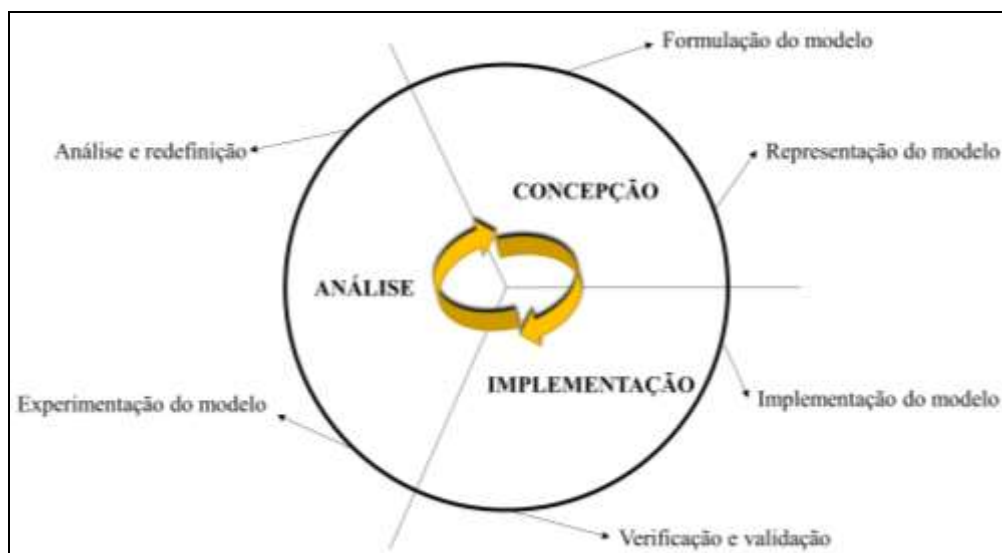 Formulação do modelo
Análise e redefinição
Representação do modelo
CONCEPÇÃO
ANÁLISE
IMPLEMENTAÇÃO
Experimentação do modelo
Implementação do modelo
Verificação e validação